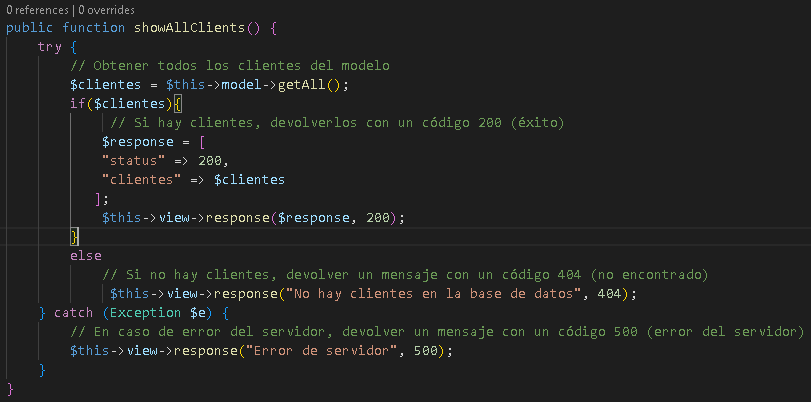 0 references | 0 overrides
public function showAllClients() {
try {
// Obtener todos los clientes del modelo
$clientes = $this->model->getAll();
if($clientes){
// Si hay clientes, devolverlos con un código 200 (éxito)
$response = [
"status" => 200,
"clientes" => $clientes
];
$this->view->response($response, 200);
}
else
// Si no hay clientes, devolver un mensaje con un código 404 (no encontrado)
$this->view->response("No hay clientes en la base de datos", 404);
} catch (Exception $e) {
// En caso de error del servidor, devolver un mensaje con un código 500 (error del servidor)
$this->view->response("Error de servidor", 500);
}
}